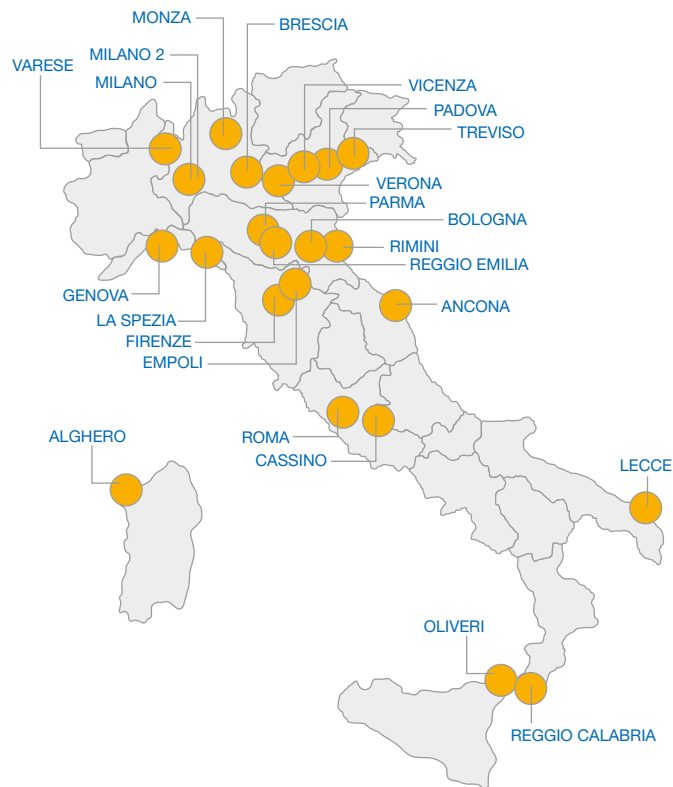 MONZA
BRESCIA
MILANO 2
VARESE
MILANO
VICENZA
PADOVA
TREVISO
VERONA
PARMA
BOLOGNA
RIMINI
REGGIO EMILIA
GENOVA
ANCONA
LA SPEZIA
FIRENZE
EMPOLI
ALGHERO
ROMA
CASSINO
LECCE
OLIVERI
REGGIO CALABRIA